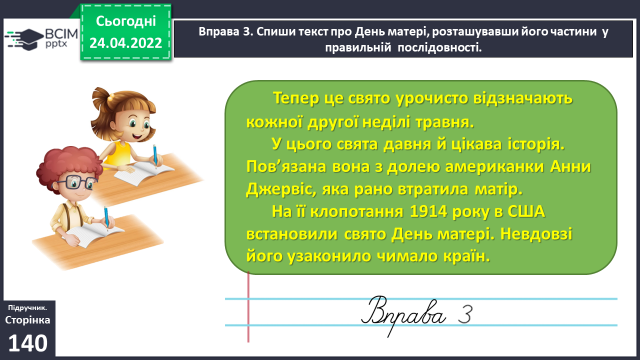 ВСІМ
pptx
Сьогодні
24.04.2022
Вправа 3. Спиши текст про День матері, розташувавши його частини у
правильній послідовності.
Тепер це свято урочисто відзначають
кожної другої неділі травня.
У цього свята давня й цікава історія.
Пов’язана вона з долею американки Анни
Джервіс, яка рано втратила матір.
На її клопотання 1914 року в США
встановили свято День матері. Невдовзі
його узаконило чимало країн.
Вправа 3
Підручник.
Сторінка
140